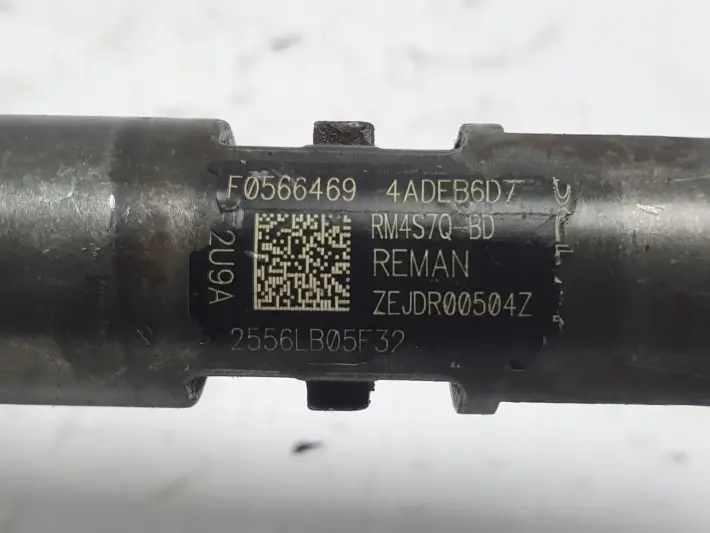 F0566469 4ADEB6D7
RM4S7Q-BD
2U9A
REMAN
ZEJDR00504Z
2556LB05F32